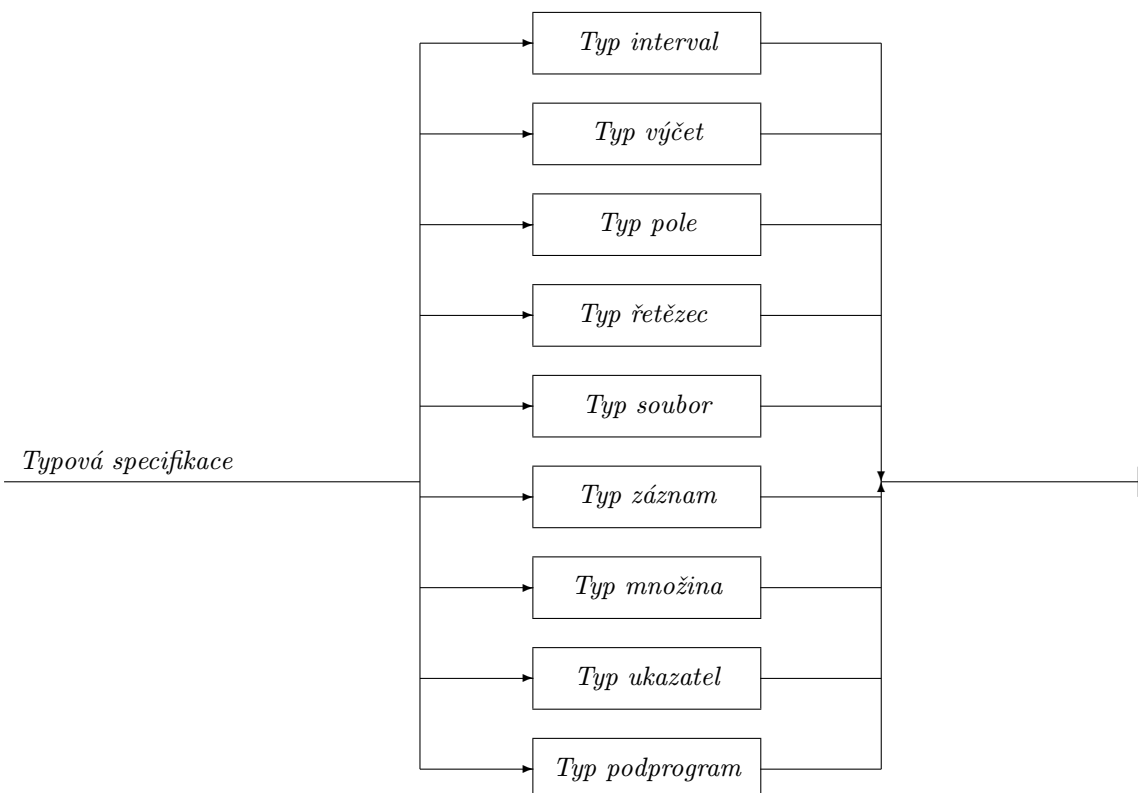 Typ interval
Typ výčet
Typ pole
Typ řetězec
Typ soubor
Typová specifikace
Typ záznam
Typ množina
Typ ukazatel
Typ podprogram